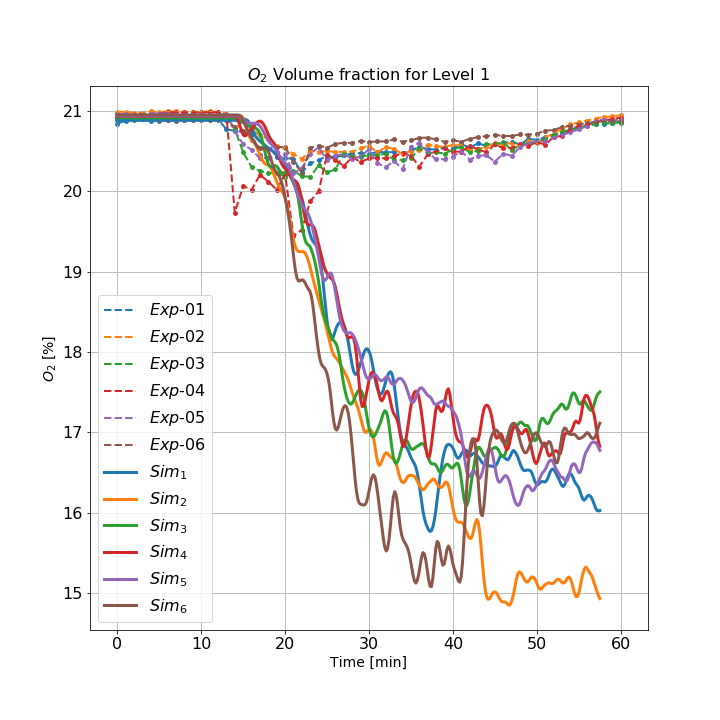 O2 Volume fraction for Level 1
O2 [%]
21
20
19
18
17
16
15
Exp-01
Exp-02
Exp-03
Exp-04
Exp-05
Exp-06
Sim1
Sim2
Sim3
Sim4
Sim5
Sim6
0 10 20 30 40 50 60
Time [min]